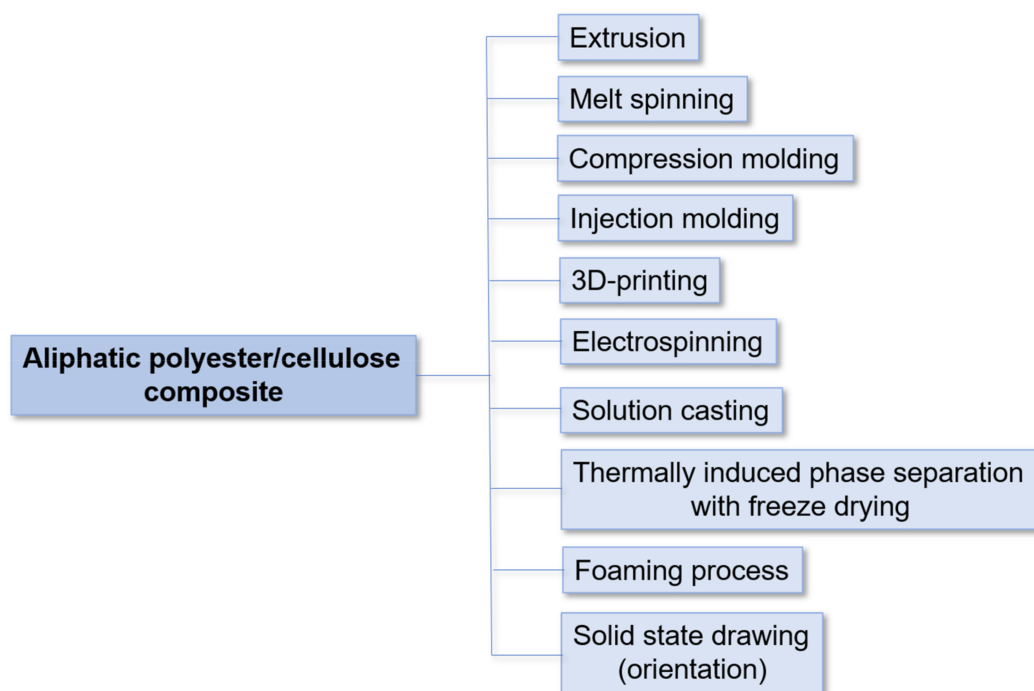 Extrusion
Melt spinning
Compression molding
Injection molding
3D-printing
Aliphatic polyester/cellulose
composite
Electrospinning
Solution casting
Thermally induced phase separation
with freeze drying
Foaming process
Solid state drawing
(orientation)